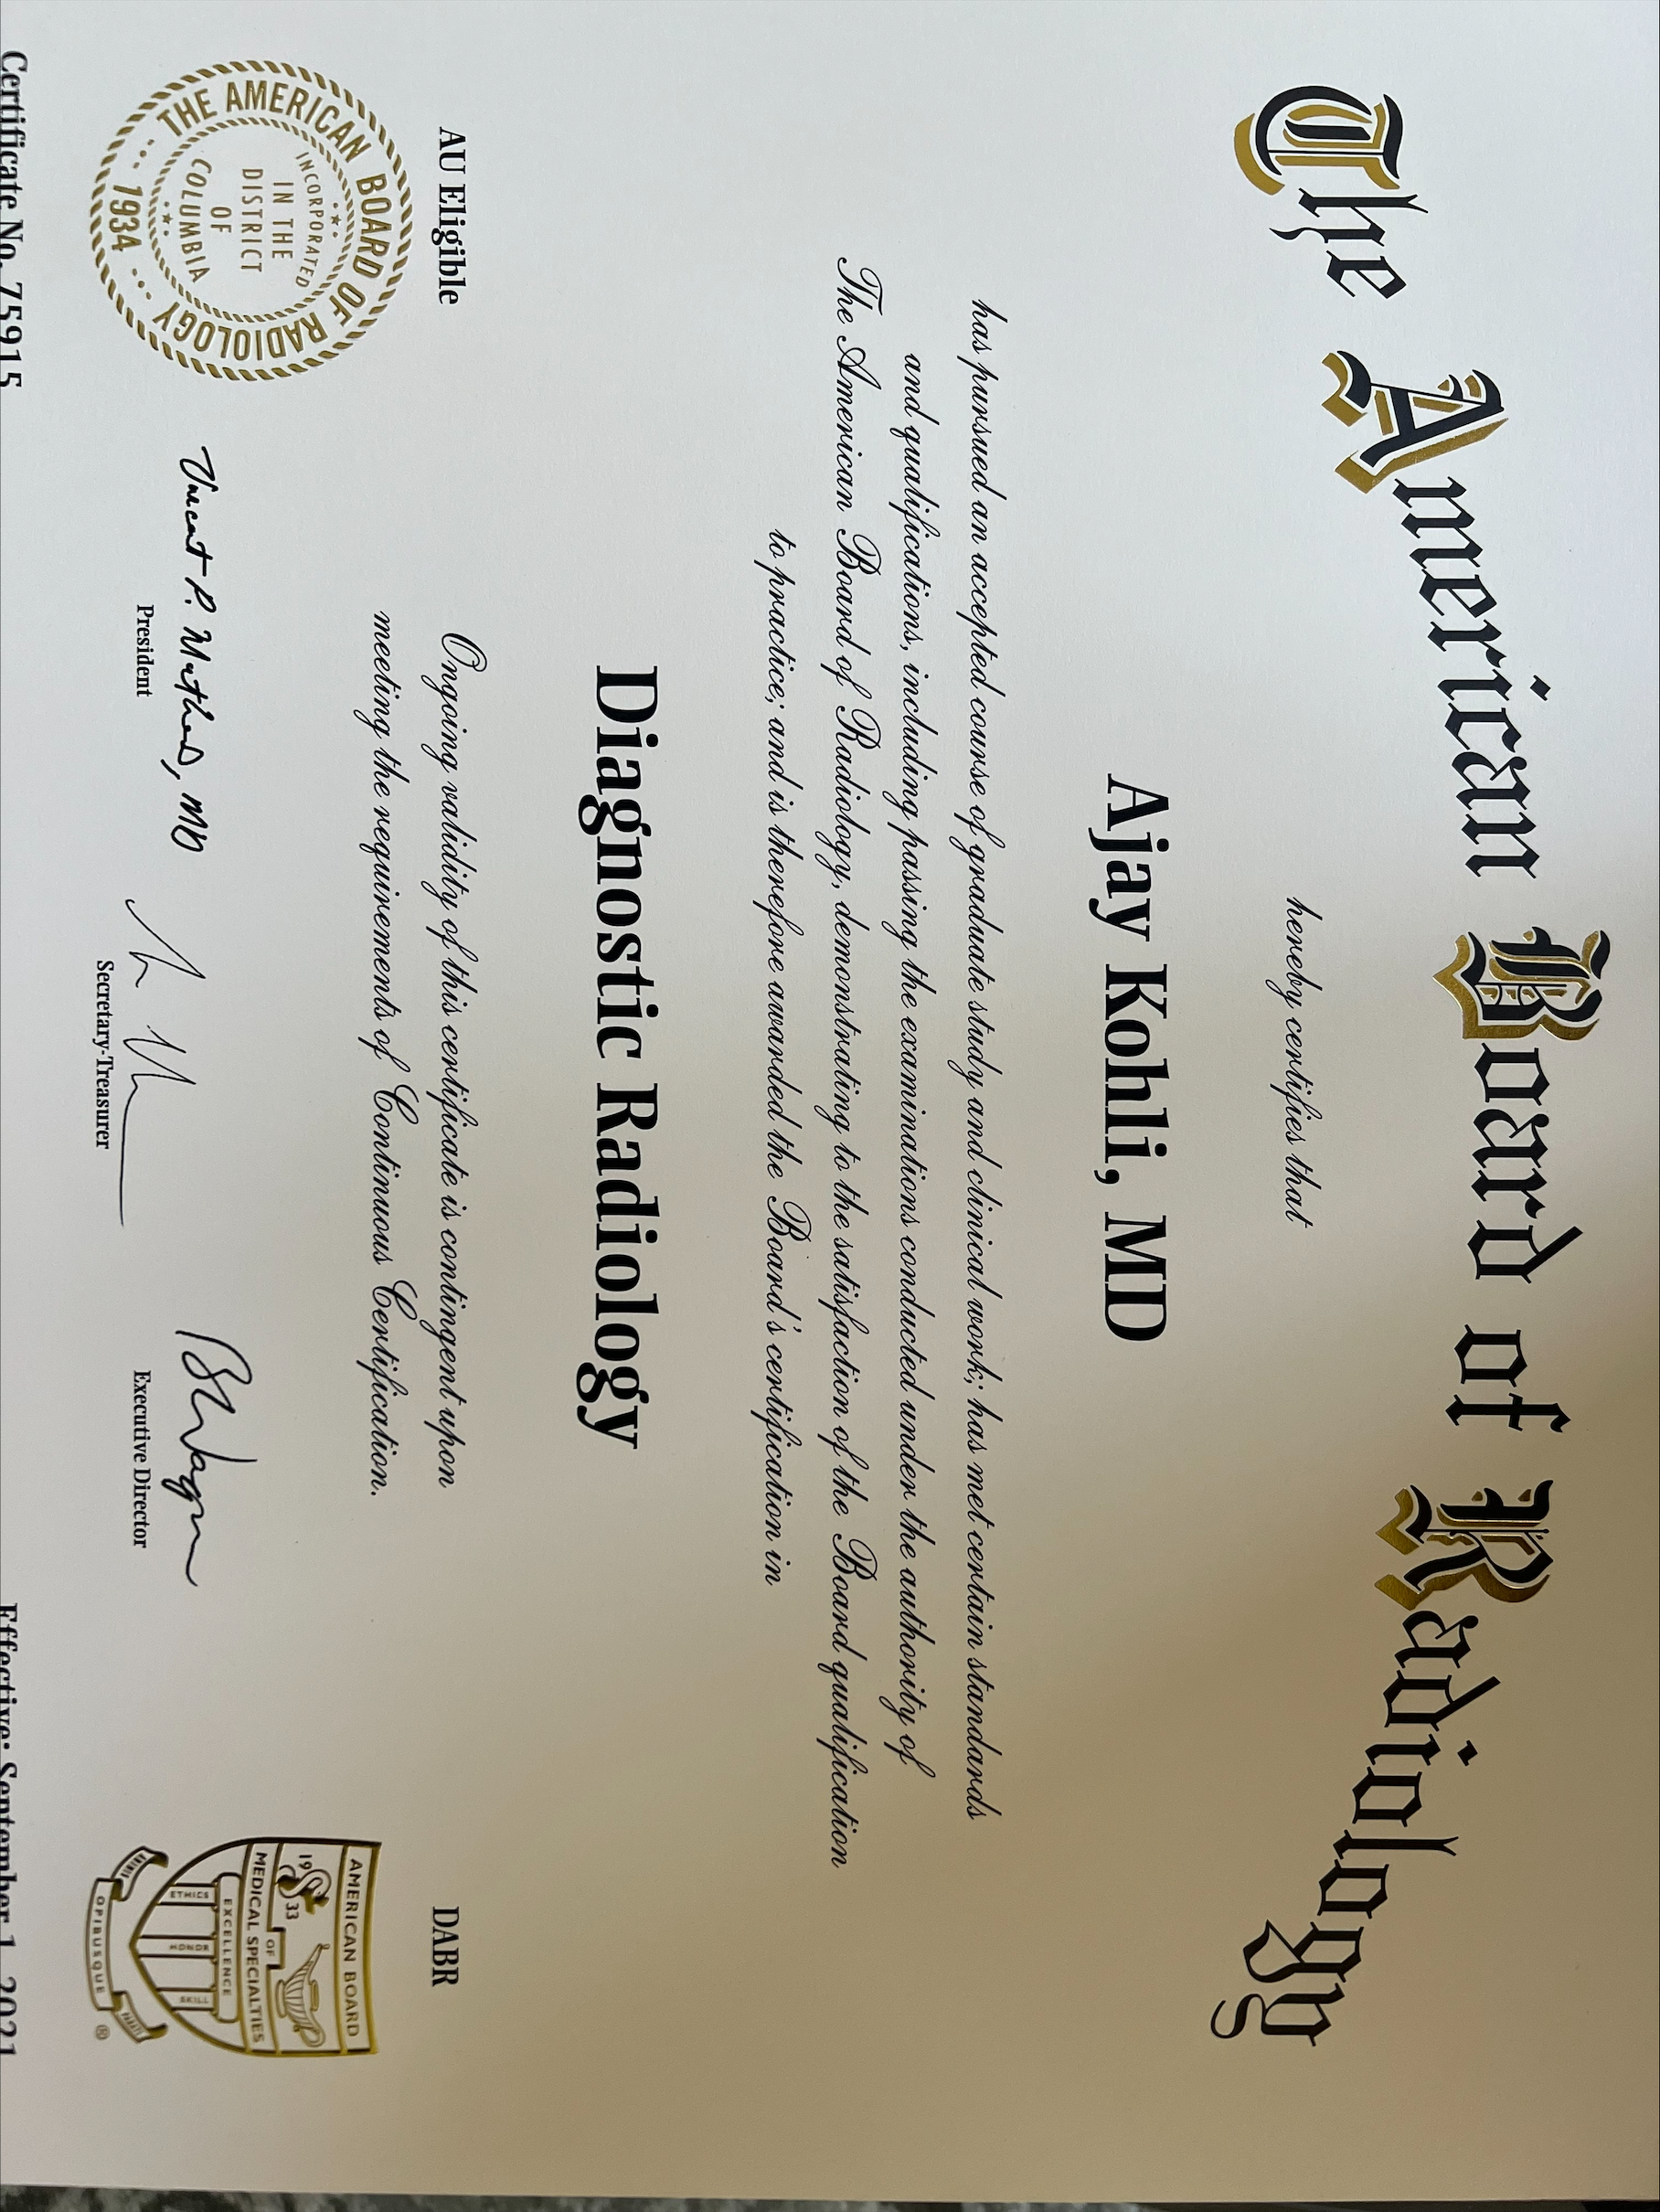 The American Board of Radiology
hereby certifies that
Ajay Kohli, MD
has pursued an accepted course of graduate study and clinical work; has met certain standards
and qualifications, including passing the examinations conducted under the authority of
The American Board of Radiology, demonstrating to the satisfaction of the Board qualification
to practice; and is therefore awarded the Board's certification in
Diagnostic Radiology
Ongoing validity of this certificate is contingent upon
meeting the requirements of Continuous Certification.
AU Eligible
THE AMERICAN BOARD OF RADIOLOGY
INCORPORATED
IN THE
DISTRICT
OF
COLUMBIA
1934
Vincent P. Mathews, MD
President
Secretary-Treasurer
B Wagner
Executive Director
DABR
AMERICAN BOARD
19 33
OF
MEDICAL SPECIALTIES
EXCELLENCE
ETHICS
HONOR
SKILL
OPIBUSQUE
®
Certificate No. 75915
Effective: September 1, 2021